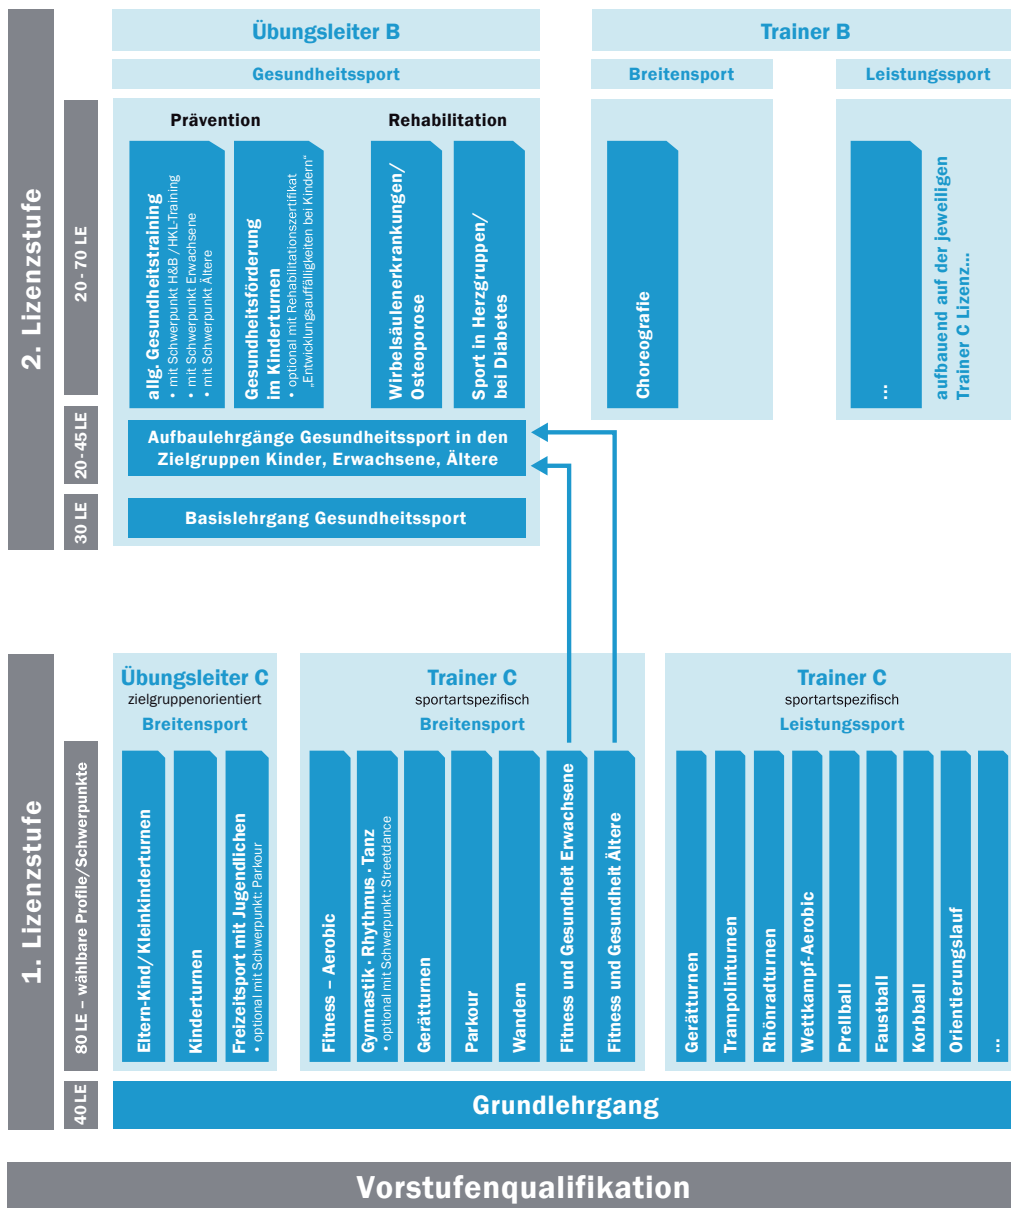 2. Lizenzstufe
20 - 70 LE
20 - 45 LE
30 LE
Übungsleiter B
Gesundheitssport
Prävention
Rehabilitation
allg. Gesundheitstraining
• mit Schwerpunkt H&B /HKL-Training
• mit Schwerpunkt Erwachsene
• mit Schwerpunkt Ältere
Gesundheitsförderung
im Kinderturnen
• optional mit Rehabilitationszertifikat
„Entwicklungsauffälligkeiten bei Kindern“
Wirbelsäulenerkrankungen/
Osteoporose
Sport in Herzgruppen/
bei Diabetes
Aufbaulehrgänge Gesundheitssport in den
Zielgruppen Kinder, Erwachsene, Ältere
Basislehrgang Gesundheitssport
Trainer B
Breitensport
Choreografie
Leistungssport
...
aufbauend auf der jeweiligen
Trainer C Lizenz...
1. Lizenzstufe
80 LE – wählbare Profile/Schwerpunkte
40 LE
Übungsleiter C
zielgruppenorientiert
Breitensport
Eltern-Kind/Kleinkinderturnen
Kinderturnen
Freizeitsport mit Jugendlichen
• optional mit Schwerpunkt: Parkour
Trainer C
sportartspezifisch
Breitensport
Fitness – Aerobic
Gymnastik · Rhythmus · Tanz
• optional mit Schwerpunkt: Streetdance
Gerätturnen
Parkour
Wandern
Fitness und Gesundheit Erwachsene
Fitness und Gesundheit Ältere
Trainer C
sportartspezifisch
Leistungssport
Gerätturnen
Trampolinturnen
Rhönradturnen
Wettkampf-Aerobic
Prellball
Faustball
Korbball
Orientierungslauf
...
Grundlehrgang
Vorstufenqualifikation